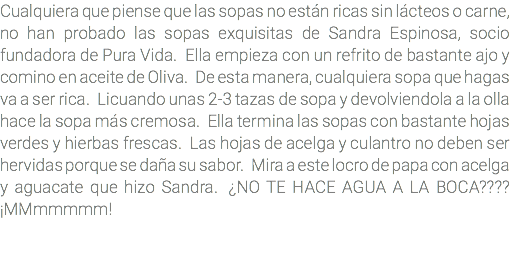 Cualquiera que piense que las sopas no están ricas sin lácteos o carne,
no han probado las sopas exquisitas de Sandra Espinosa, socio
fundadora de Pura Vida. Ella empieza con un refrito de bastante ajo y
comino en aceite de Oliva. De esta manera, cualquiera sopa que hagas
va a ser rica. Licuando unas 2-3 tazas de sopa y devolviendola a la olla
hace la sopa más cremosa. Ella termina las sopas con bastante hojas
verdes y hierbas frescas. Las hojas de acelga y culantro no deben ser
hervidas porque se daña su sabor. Mira a este locro de papa con acelga
y aguacate que hizo Sandra. ¿NO TE HACE AGUA A LA BOCA????
¡MMmmmmm!